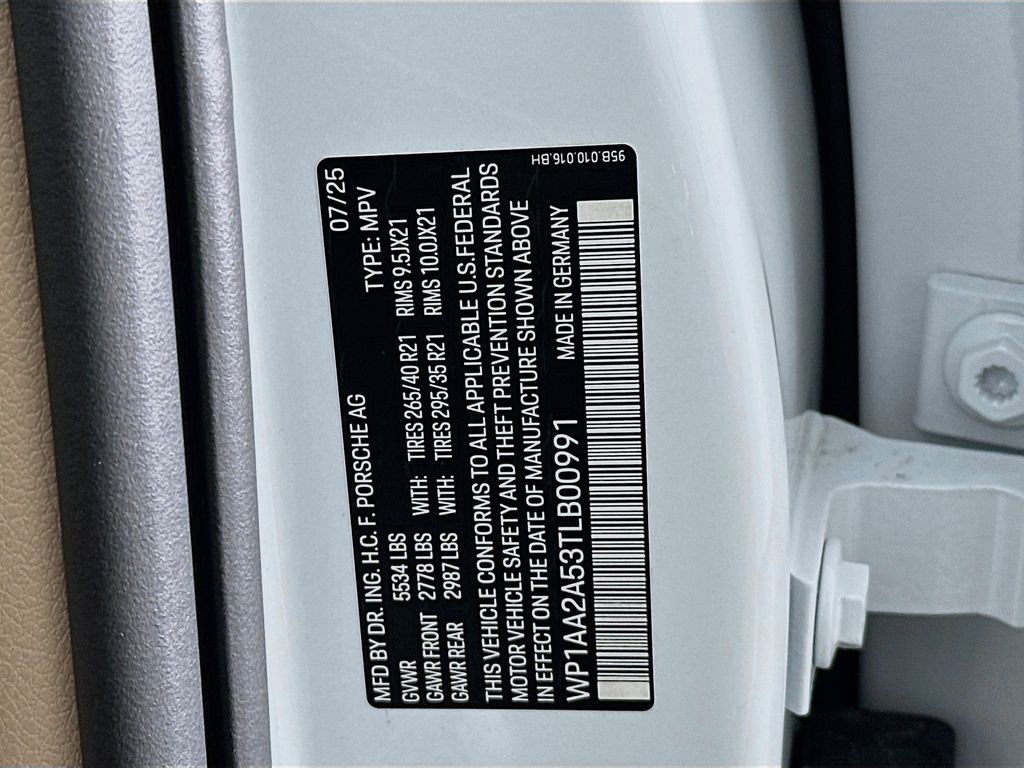 07/25
MFD BY DR. ING. H.C. F. PORSCHE AG TYPE: MPV
GVWR 5534 LBS
GAWR FRONT 2778 LBS WITH: TIRES 265/40 R21 RIMS 9.5JX21
GAWR REAR 2987 LBS WITH: TIRES 295/35 R21 RIMS 10.0JX21
THIS VEHICLE CONFORMS TO ALL APPLICABLE U.S.FEDERAL
MOTOR VEHICLE SAFETY AND THEFT PREVENTION STANDARDS
IN EFFECT ON THE DATE OF MANUFACTURE SHOWN ABOVE
WP1AA2A53TLB00991 MADE IN GERMANY
95B.010.016.BH